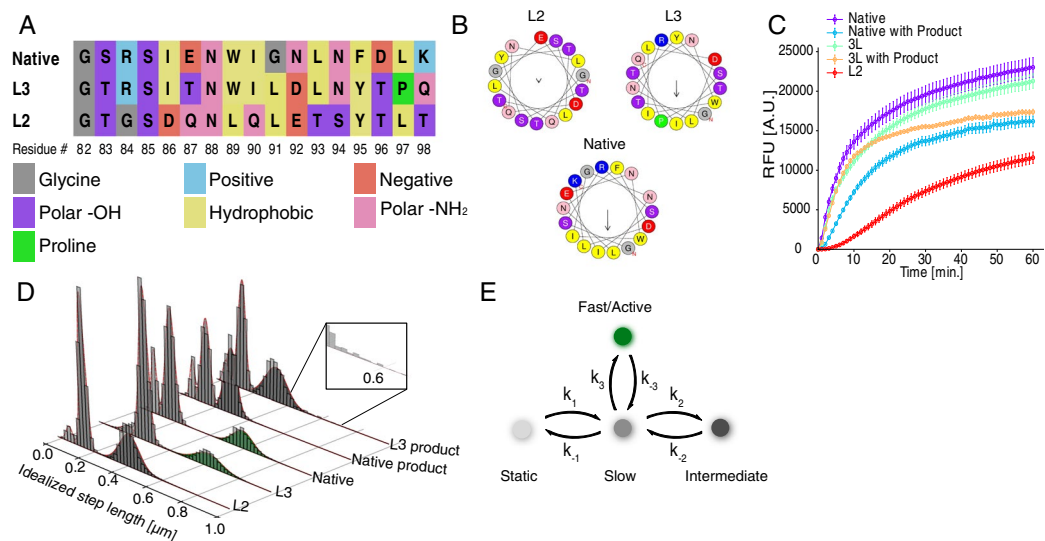 A
Native G S R S I E N W I G N L N F D L K
L3 G T R S I T N W I L D L N Y T P Q
L2 G T G S D Q N L Q L E T S Y T L T
Residue # 82 83 84 85 86 87 88 89 90 91 92 93 94 95 96 97 98
Glycine Positive Negative
Polar -OH Hydrophobic Polar -NH₂
Proline
B
L2 L3
Native
C
Native
Native with Product
3L
3L with Product
L2
RFU [A.U.]
25000
20000
15000
10000
5000
0
0 10 20 30 40 50 60
Time [min.]
D
0.6
L3 product
Native product
Native
L3
L2
0.0 0.2 0.4 0.6 0.8 1.0
Idealized step length [µm]
E
Fast/Active
k₃ k₋₃
k₁ k₂
k₋₁ k₋₂
Static Slow Intermediate